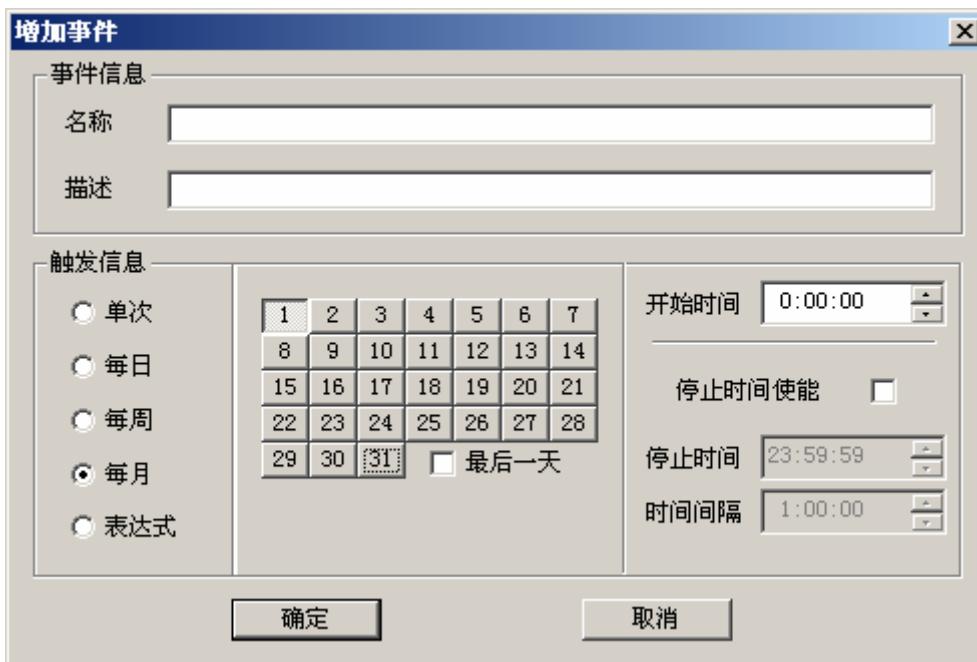 增加事件
事件信息
名称
描述
触发信息
单次
每日
每周
每月
表达式
1 2 3 4 5 6 7
8 9 10 11 12 13 14
15 16 17 18 19 20 21
22 23 24 25 26 27 28
29 30 31 最后一天
开始时间 0:00:00
停止时间使能
停止时间 23:59:59
时间间隔 1:00:00
确定 取消